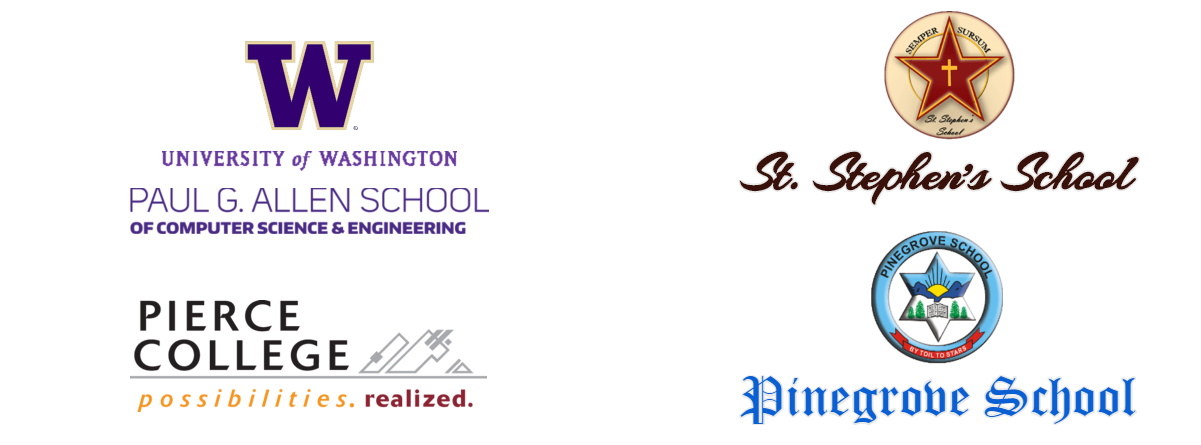 W
UNIVERSITY of WASHINGTON
PAUL G. ALLEN SCHOOL
OF COMPUTER SCIENCE & ENGINEERING
PIERCE
COLLEGE
possibilities. realized.
SEMPER SURSUM
St. Stephen's
School
St. Stephen's School
PINEGROVE SCHOOL
BY TOIL TO STARS
Pinegrove School